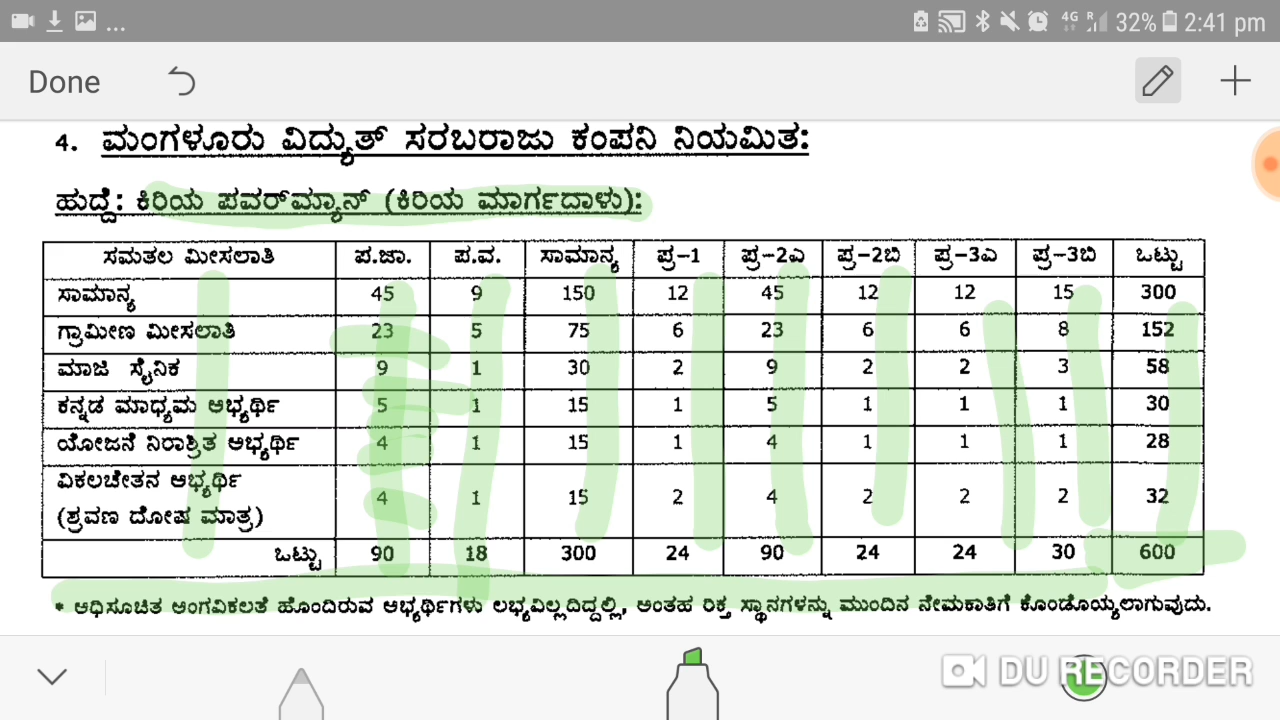 ... 4G R 32% 2:41 pm
Done
4. ಮಂಗಳೂರು ವಿದ್ಯುತ್ ಸರಬರಾಜು ಕಂಪನಿ ನಿಯಮಿತ:
ಹುದ್ದೆ: ಕಿರಿಯ ಪವರ್‌ಮ್ಯಾನ್ (ಕಿರಿಯ ಮಾರ್ಗದಾಳು):
ಸಮತಲ ಮೀಸಲಾತಿ ಪ.ಜಾ. ಪ.ವ. ಸಾಮಾನ್ಯ ಪ್ರ-1 ಪ್ರ-2ಎ ಪ್ರ-2ಬಿ ಪ್ರ-3ಎ ಪ್ರ-3ಬಿ ಒಟ್ಟು
ಸಾಮಾನ್ಯ 45 9 150 12 45 12 12 15 300
ಗ್ರಾಮೀಣ ಮೀಸಲಾತಿ 23 5 75 6 23 6 6 8 152
ಮಾಜಿ ಸೈನಿಕ 9 1 30 2 9 2 2 3 58
ಕನ್ನಡ ಮಾಧ್ಯಮ ಅಭ್ಯರ್ಥಿ 5 1 15 1 5 1 1 1 30
ಯೋಜನೆ ನಿರಾಶ್ರಿತ ಅಭ್ಯರ್ಥಿ 4 1 15 1 4 1 1 1 28
ವಿಕಲಚೇತನ ಅಭ್ಯರ್ಥಿ
(ಶ್ರವಣ ದೋಷ ಮಾತ್ರ) 4 1 15 2 4 2 2 2 32
ಒಟ್ಟು 90 18 300 24 90 24 24 30 600
* ಅಧಿಸೂಚಿತ ಅಂಗವಿಕಲತೆ ಹೊಂದಿರುವ ಅಭ್ಯರ್ಥಿಗಳು ಲಭ್ಯವಿಲ್ಲದಿದ್ದಲ್ಲಿ, ಅಂತಹ ರಿಕ್ತ ಸ್ಥಾನಗಳನ್ನು ಮುಂದಿನ ನೇಮಕಾತಿಗೆ ಕೊಂಡೊಯ್ಯಲಾಗುವುದು.
DU RECORDER